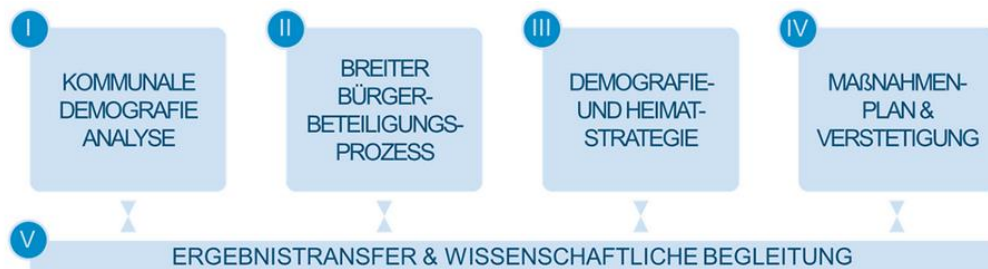 I
KOMMUNALE
DEMOGRAFIE
ANALYSE
II
BREITER
BÜRGER-
BETEILIGUNGS-
PROZESS
III
DEMOGRAFIE-
UND HEIMAT-
STRATEGIE
IV
MAßNAHMEN-
PLAN &
VERSTETIGUNG
V
ERGEBNISTRANSFER & WISSENSCHAFTLICHE BEGLEITUNG